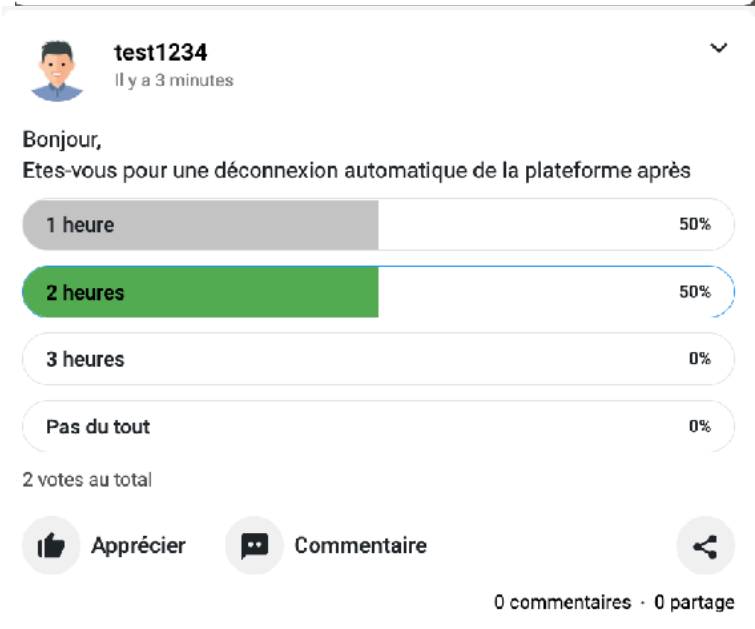 test1234
Il y a 3 minutes
Bonjour,
Etes-vous pour une déconnexion automatique de la plateforme après
1 heure 50%
2 heures 50%
3 heures 0%
Pas du tout 0%
2 votes au total
Apprécier Commentaire
0 commentaires · 0 partage